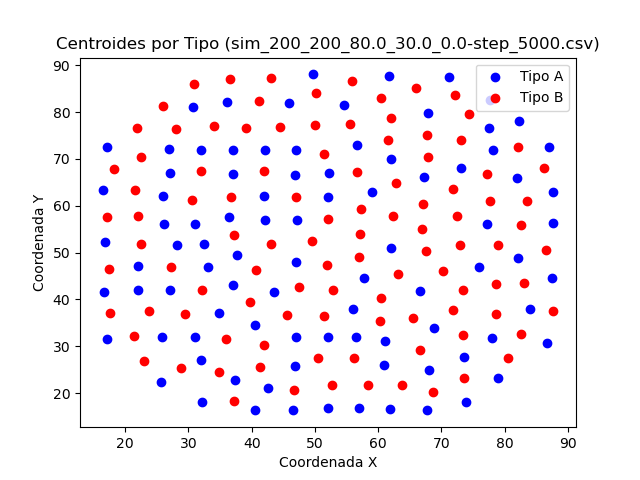 Centroides por Tipo (sim_200_200_80.0_30.0_0.0-step_5000.csv)
Tipo A
Tipo B
Coordenada Y
90
80
70
60
50
40
30
20
20 30 40 50 60 70 80 90
Coordenada X